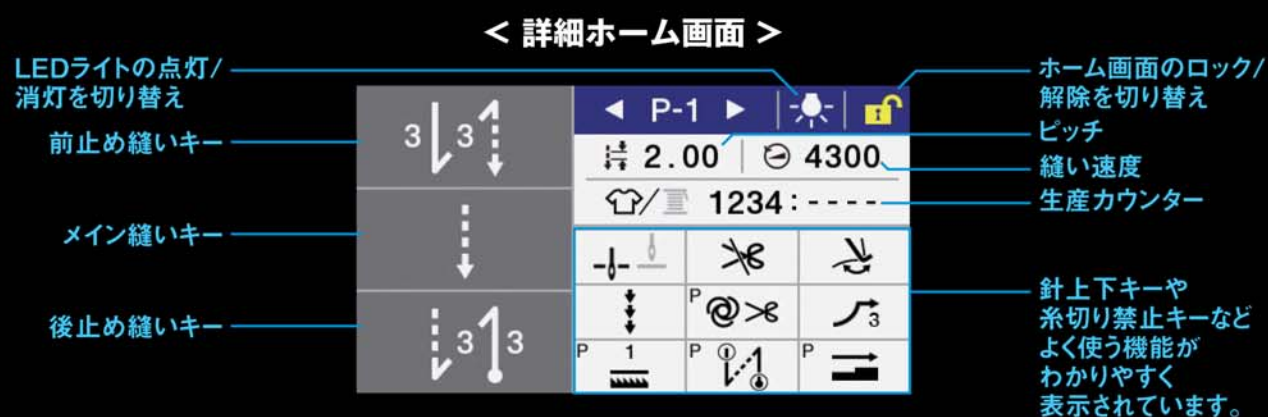 < 詳細ホーム画面 >
LEDライトの点灯/
消灯を切り替え
前止め縫いキー
メイン縫いキー
後止め縫いキー
3 3
3 3
P-1
2.00 4300
1234:----
P
3
P 1 P P
ホーム画面のロック/
解除を切り替え
ピッチ
縫い速度
生産カウンター
針上下キーや
糸切り禁止キーなど
よく使う機能が
わかりやすく
表示されています。